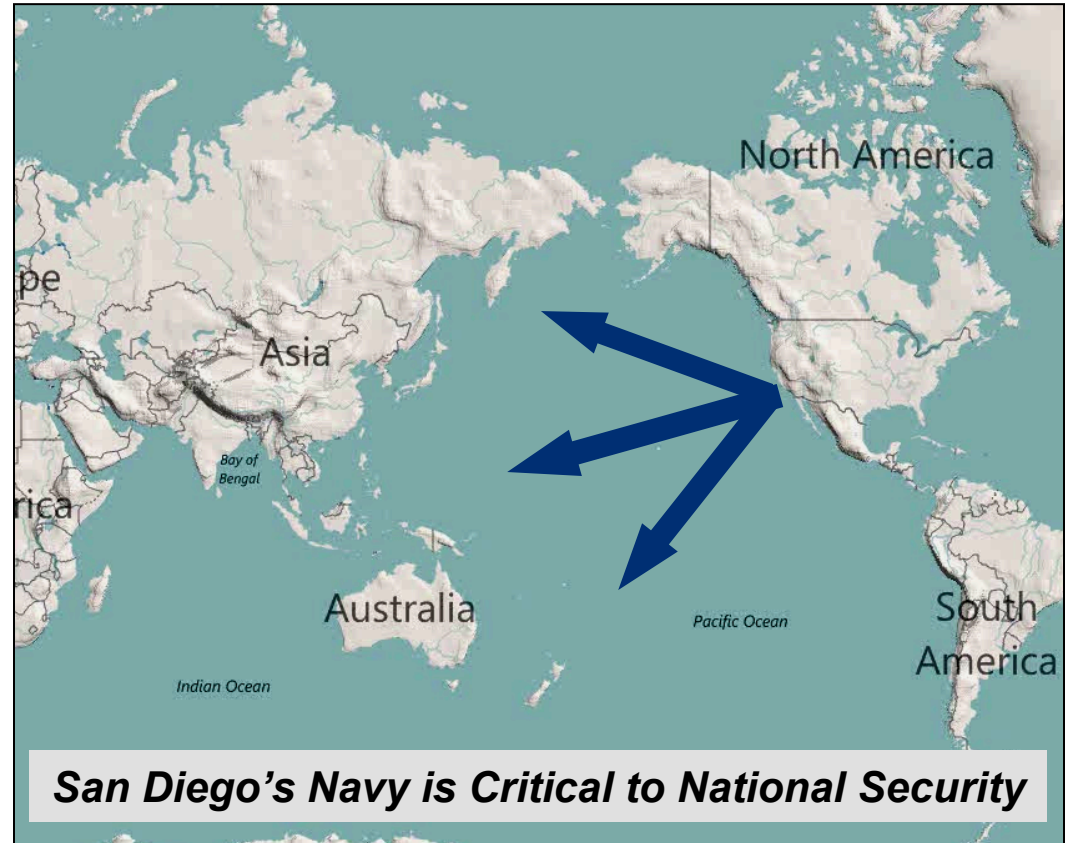 North America
pe
Asia
Bay of
Bengal
rica
Australia
Pacific Ocean
South
America
Indian Ocean
San Diego’s Navy is Critical to National Security